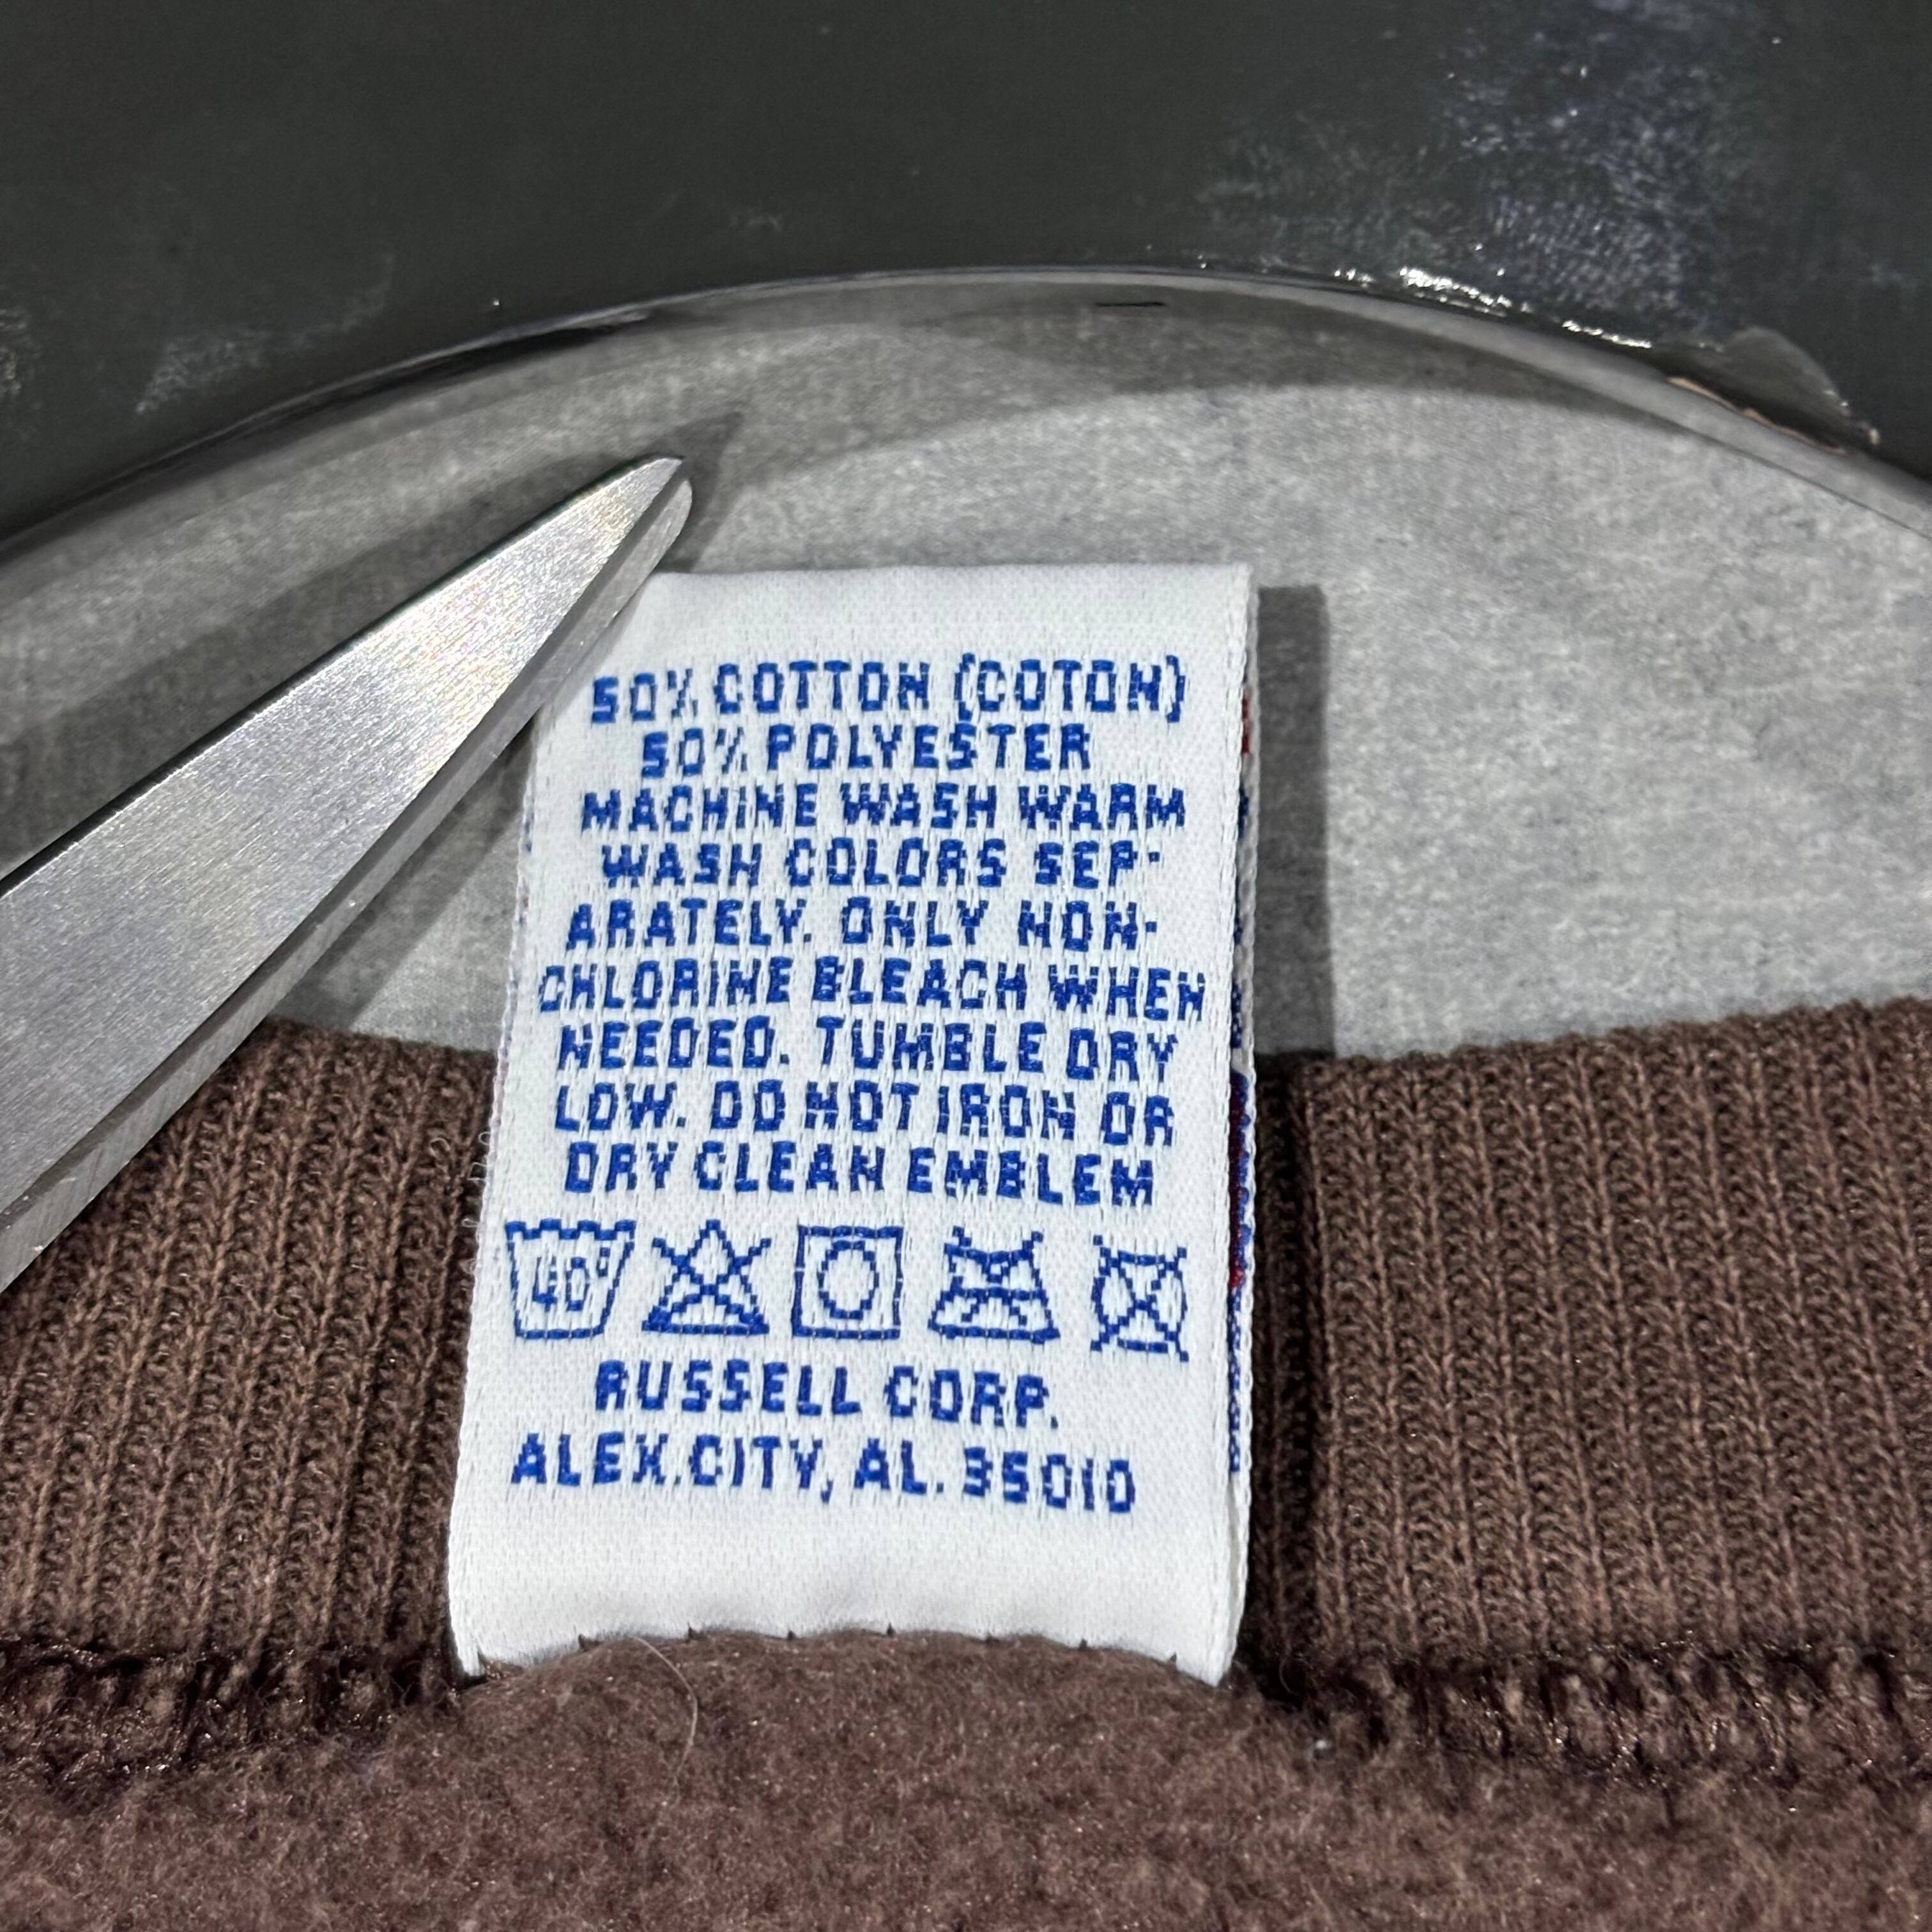 50% COTTON (COTON)
50% POLYESTER
MACHINE WASH WARM
WASH COLORS SEP-
ARATELY. ONLY NON-
CHLORINE BLEACH WHEN
NEEDED. TUMBLE DRY
LOW. DO NOT IRON OR
DRY CLEAN EMBLEM
40°
RUSSELL CORP.
ALEX.CITY, AL. 35010